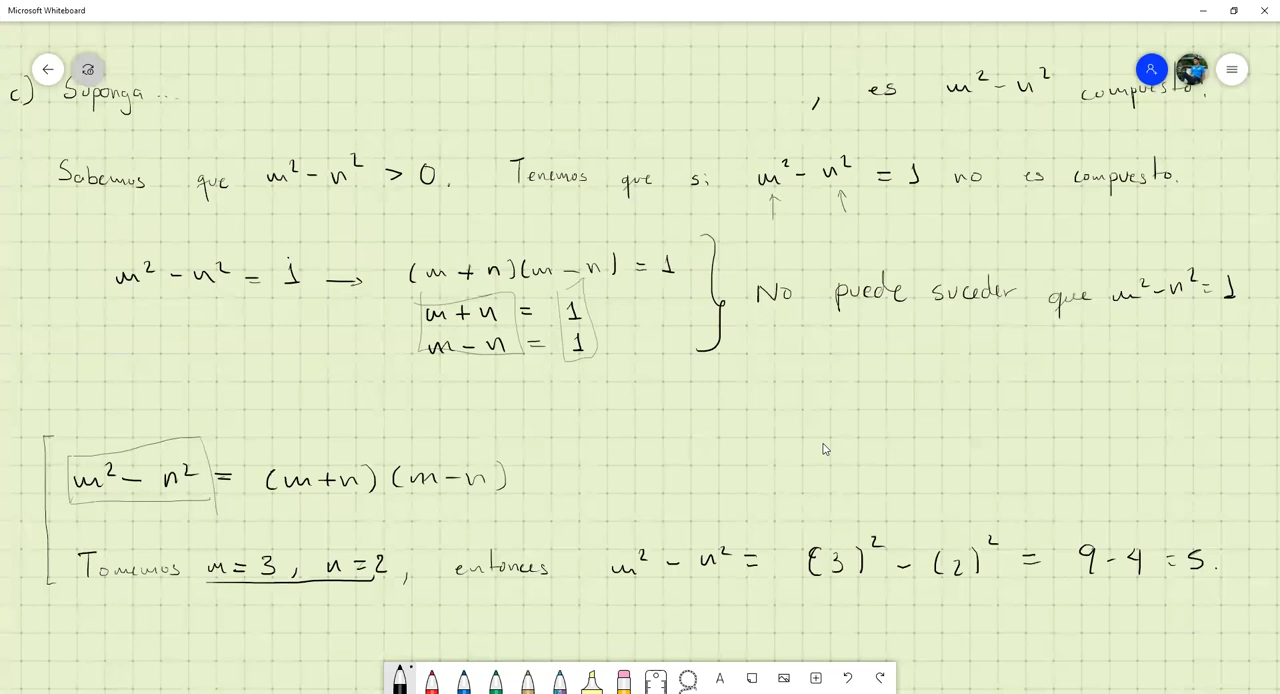 Microsoft Whiteboard
c) Suponga ... , es m² - n² compuesto.
Sabemos que m² - n² > 0. Tenemos que si m² - n² = 1 no es compuesto.
m² - n² = 1 → (m + n)(m - n) = 1
m + n = 1
m - n = 1
No puede suceder que m² - n² = 1
m² - n² = (m+n)(m-n)
Tomemos m = 3, n = 2, entonces m² - n² = (3)² - (2)² = 9 - 4 = 5.
A